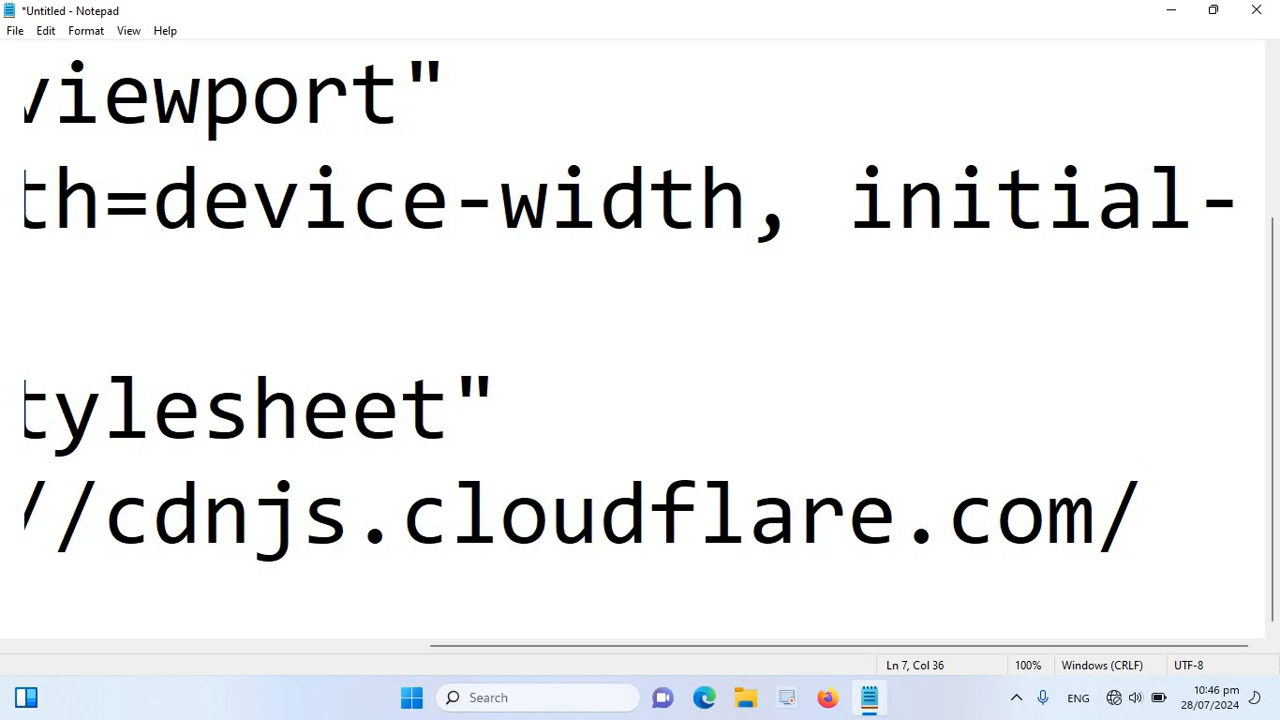 *Untitled - Notepad
File Edit Format View Help
viewport"
th=device-width, initial-
tylesheet"
//cdnjs.cloudflare.com/
Ln 7, Col 36 100% Windows (CRLF) UTF-8
Search
ENG
10:46 pm
28/07/2024